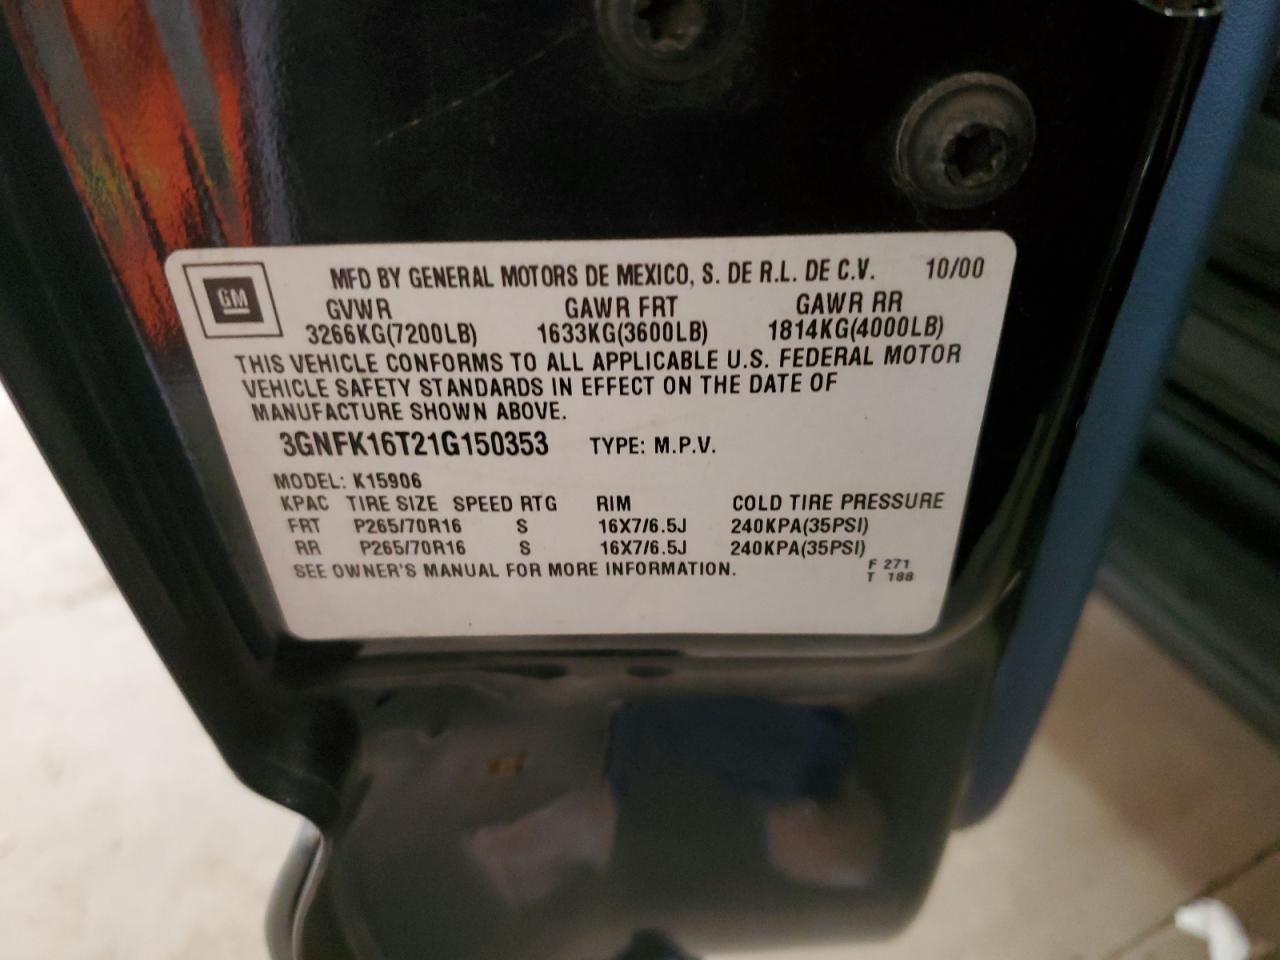 GM
MFD BY GENERAL MOTORS DE MEXICO, S. DE R.L. DE C.V. 10/00
GVWR GAWR FRT GAWR RR
3266KG(7200LB) 1633KG(3600LB) 1814KG(4000LB)
THIS VEHICLE CONFORMS TO ALL APPLICABLE U.S. FEDERAL MOTOR
VEHICLE SAFETY STANDARDS IN EFFECT ON THE DATE OF
MANUFACTURE SHOWN ABOVE.
3GNFK16T21G150353 TYPE: M.P.V.
MODEL: K15906
KPAC TIRE SIZE SPEED RTG RIM COLD TIRE PRESSURE
FRT P265/70R16 S 16X7/6.5J 240KPA(35PSI)
RR P265/70R16 S 16X7/6.5J 240KPA(35PSI)
SEE OWNER'S MANUAL FOR MORE INFORMATION. F 271
T 188